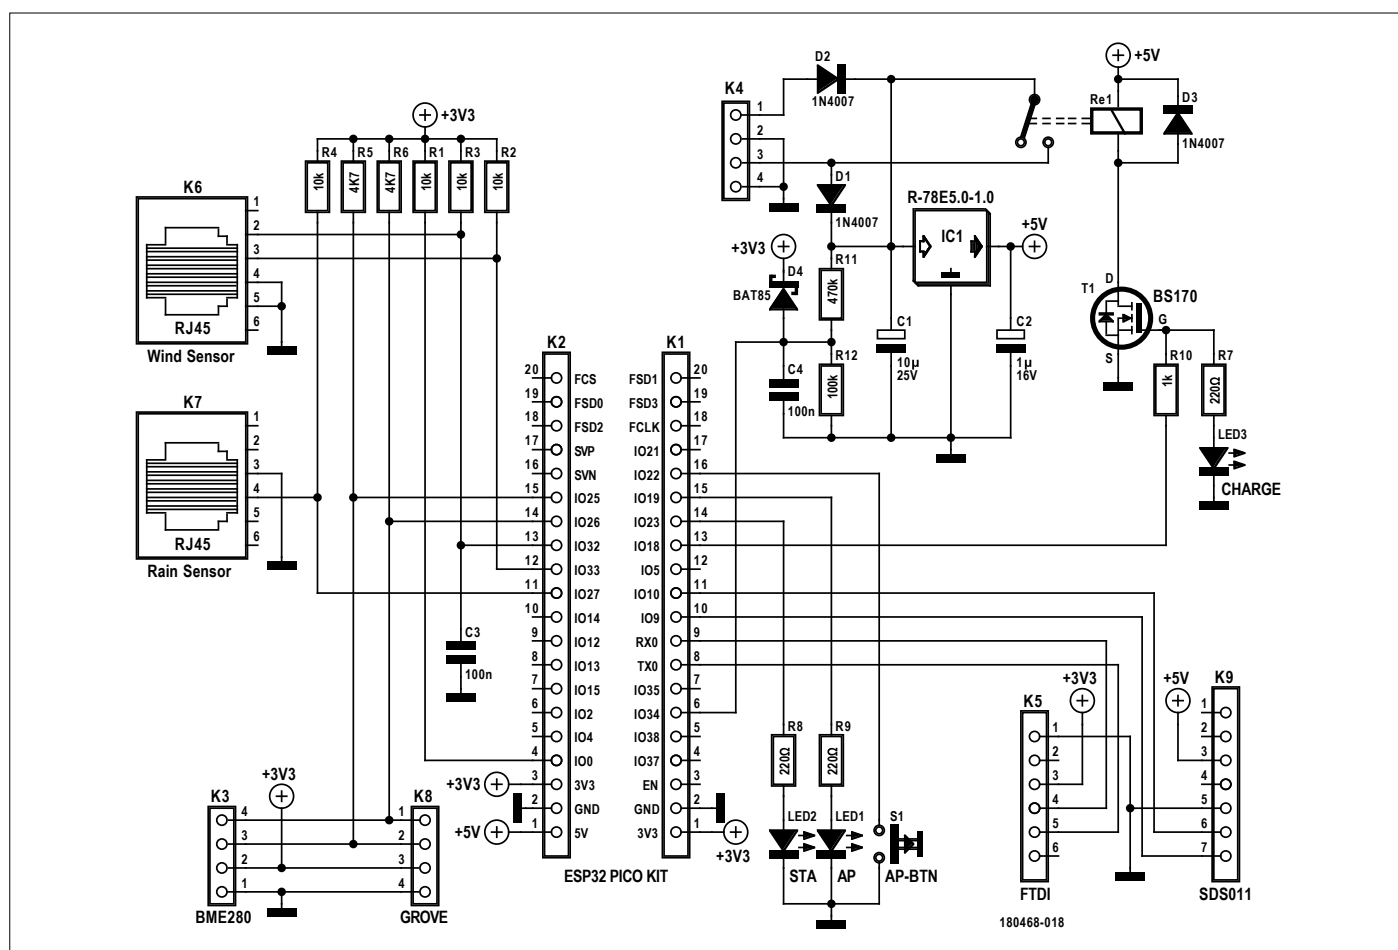 D2
1N4007
K4
1
2
3
4
+5V
Re1
D3
1N4007
D1
1N4007
R-78E5.0-1.0
IC1
+5V
+3V3
D4
BAT85
R11
470k
R12
100k
C4
100n
C1
10µ
25V
C2
1µ
16V
T1
D
G
S
BS170
R10
1k
R7
220Ω
LED3
CHARGE
+3V3
R4
10k
R5
4K7
R6
4K7
R1
10k
R3
10k
R2
10k
K6
1
2
3
4
5
6
RJ45
Wind Sensor
K7
1
2
3
4
5
6
RJ45
Rain Sensor
C3
100n
K2
20 FCS
19 FSD0
18 FSD2
17 SVP
16 SVN
15 IO25
14 IO26
13 IO32
12 IO33
11 IO27
10 IO14
9 IO12
8 IO13
7 IO15
6 IO2
5 IO4
4 IO0
+3V3 3 3V3
2 GND
+5V 1 5V
K1
FSD1 20
FSD3 19
FCLK 18
IO21 17
IO22 16
IO19 15
IO23 14
IO18 13
IO5 12
IO10 11
IO9 10
RX0 9
TX0 8
IO35 7
IO34 6
IO38 5
IO37 4
EN 3
GND 2
3V3 1
+3V3
ESP32 PICO KIT
+3V3
K3
4
3
2
1
BME280
K8
1
2
3
4
GROVE
R8
220Ω
R9
220Ω
LED2
STA
LED1
AP
S1
AP-BTN
+3V3
K5
1
2
3
4
5
6
FTDI
+5V
K9
1
2
3
4
5
6
7
SDS011
180468-018